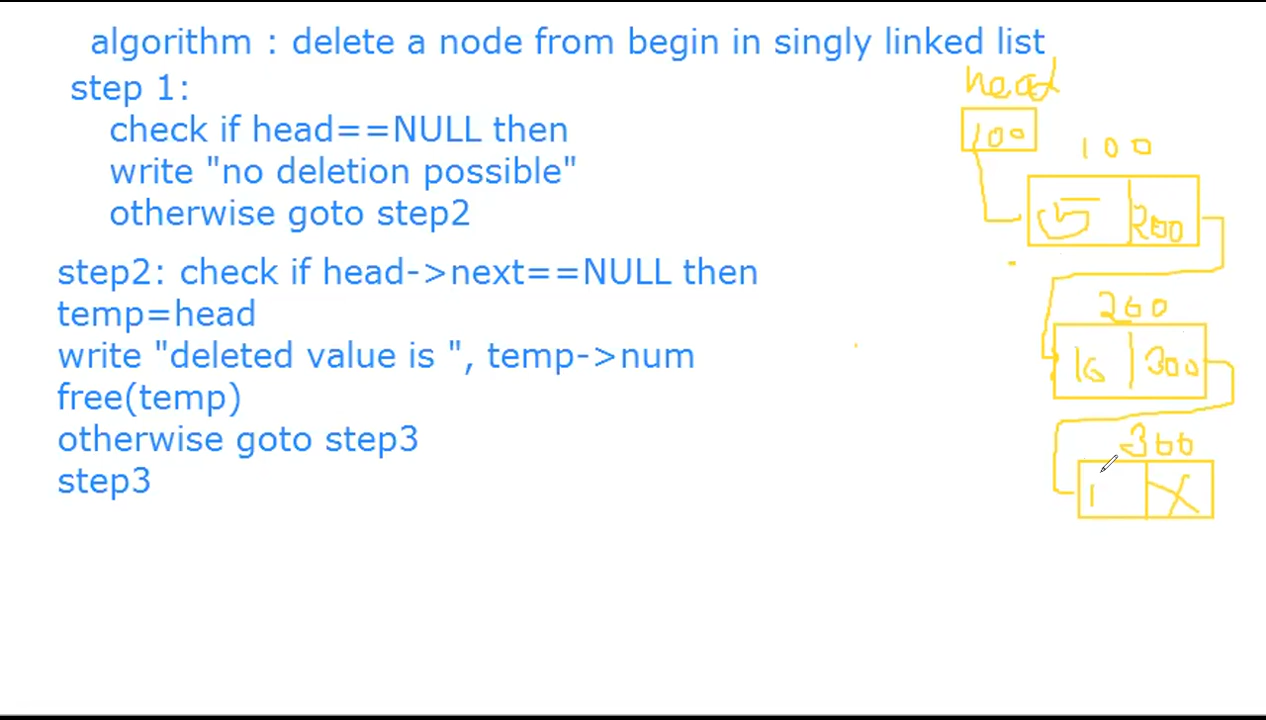 algorithm : delete a node from begin in singly linked list
step 1:
check if head==NULL then
write "no deletion possible"
otherwise goto step2
step2: check if head->next==NULL then
temp=head
write "deleted value is ", temp->num
free(temp)
otherwise goto step3
step3
head
100
100
5 200
200
10 300
300
1 X